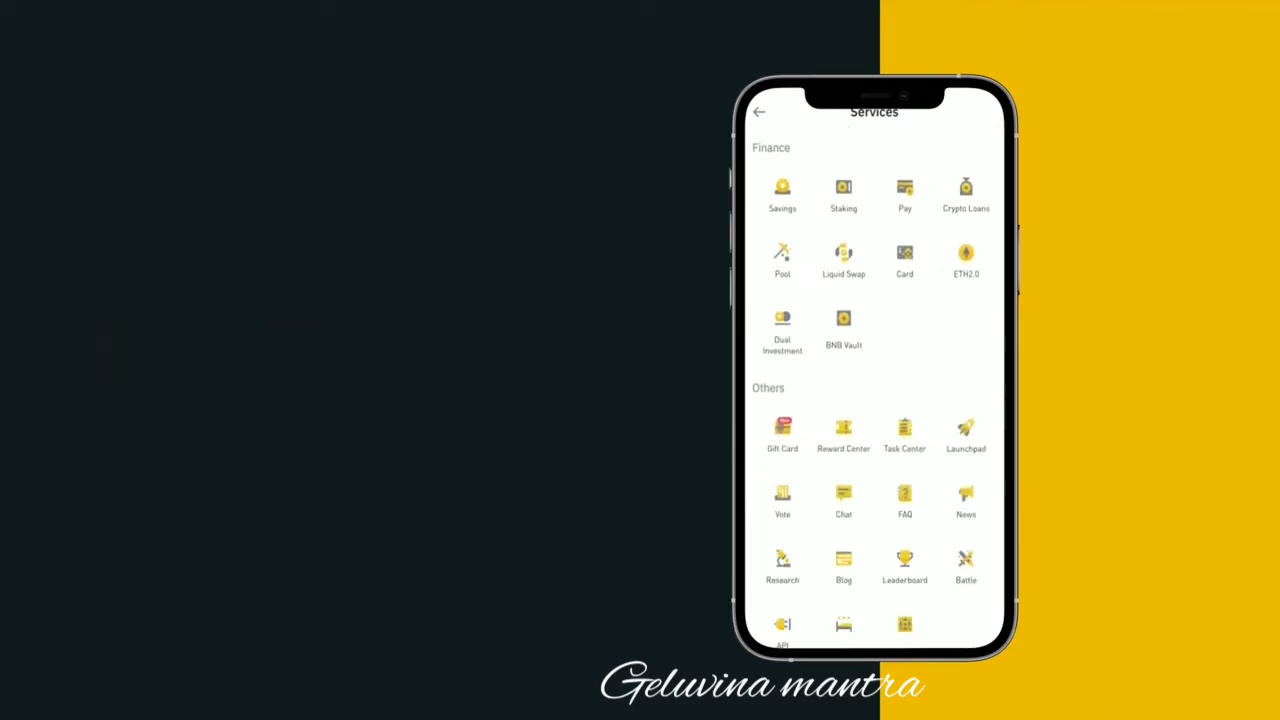 Services
Finance
Savings Staking Pay Crypto Loans
Pool Liquid Swap Card ETH2.0
Dual Investment BNB Vault
Others
Gift Card Reward Center Task Center Launchpad
Vote Chat FAQ News
Research Blog Leaderboard Battle
API
Geluvina mantra